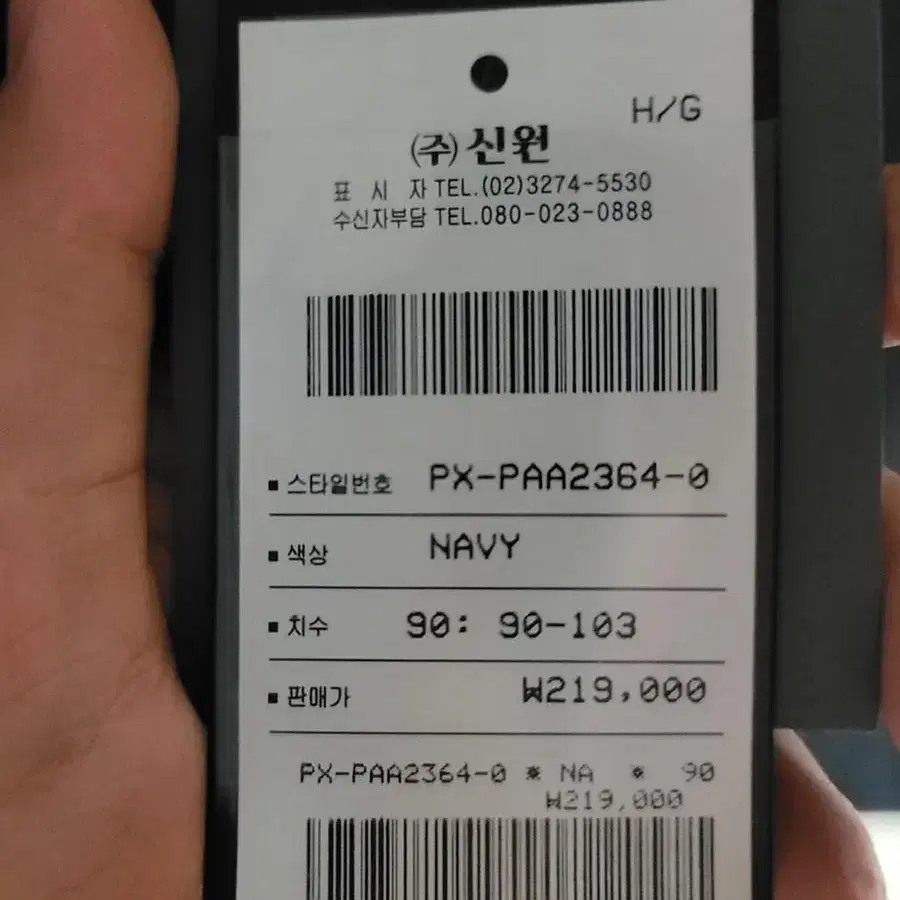 H/G
(주)신원
표 시 자 TEL.(02)3274-5530
수신자부담 TEL.080-023-0888
▪ 스타일번호 PX-PAA2364-0
▪ 색상 NAVY
▪ 치수 90: 90-103
▪ 판매가 ₩219,000
PX-PAA2364-0 * NA * 90
₩219,000